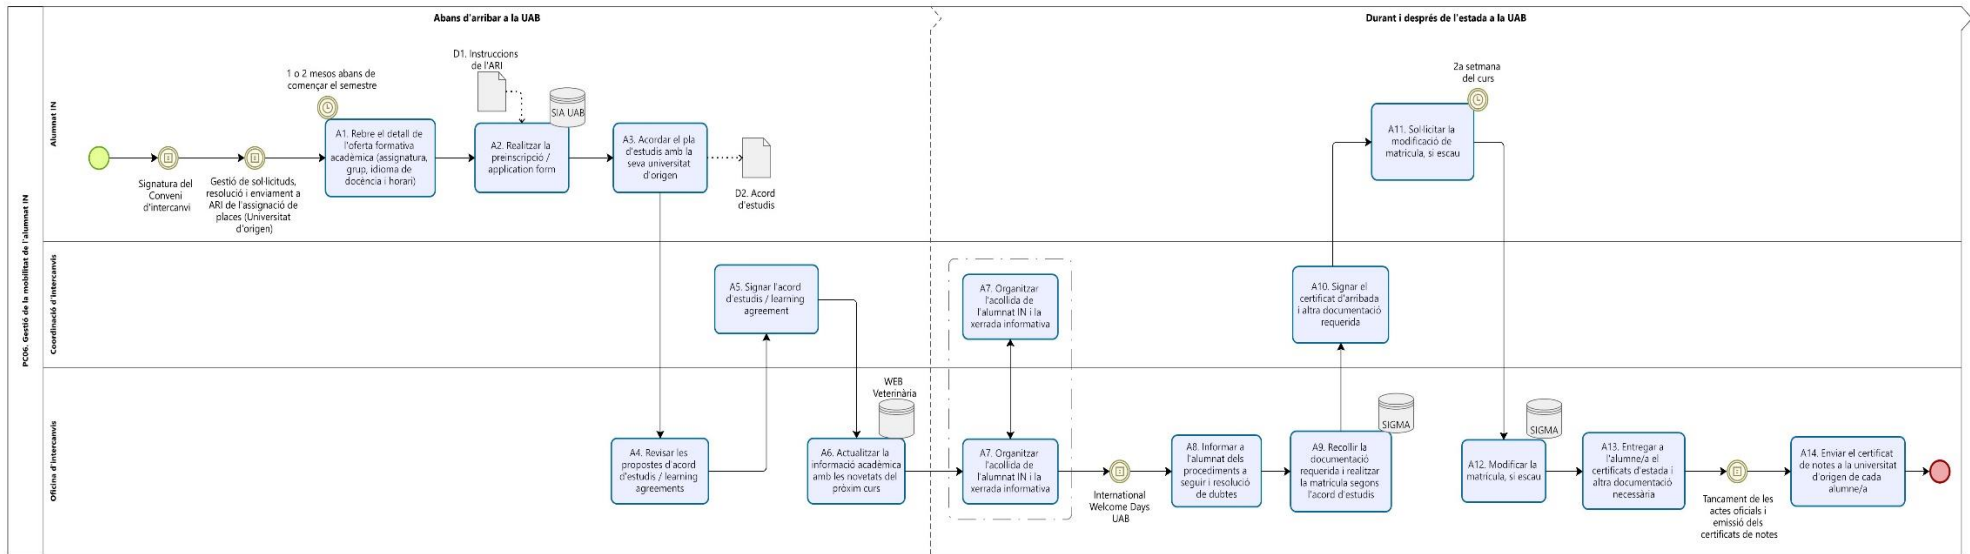 Abans d'arribar a la UAB
Durant i després de l'estada a la UAB
PC06. Gestió de la mobilitat de l'alumnat IN
Alumnat IN
Signatura del
Conveni
d'intercanvi
Gestió de sol·licituds,
resolució i enviament a
ARI de l'assignació de
places (Universitat
d'origen)
1 o 2 mesos abans de
començar el semestre
A1. Rebre el detall de
l'oferta formativa
acadèmica (assignatura,
grup, idioma de
docència i horari)
D1. Instruccions
de l'ARI
SIA UAB
A2. Realitzar la
preinscripció /
application form
A3. Acordar el pla
d'estudis amb la
seva universitat
d'origen
D2. Acord
d'estudis
2a setmana
del curs
A11. Sol·licitar la
modificació de
matrícula, si escau
Coordinació d'intercanvis
A5. Signar l'acord
d'estudis / learning
agreement
A7. Organitzar
l'acollida de
l'alumnat IN i la
xerrada informativa
A10. Signar el
certificat d'arribada
i altra documentació
requerida
Oficina d'intercanvis
A4. Revisar les
propostes d'acord
d'estudis / learning
agreements
WEB
Veterinària
A6. Actualitzar la
informació acadèmica
amb les novetats del
pròxim curs
A7. Organitzar
l'acollida de
l'alumnat IN i la
xerrada informativa
International
Welcome Days
UAB
A8. Informar a
l'alumnat dels
procediments a
seguir i resolució
de dubtes
SIGMA
A9. Recollir la
documentació
requerida i realitzar
la matrícula segons
l'acord d'estudis
SIGMA
A12. Modificar la
matrícula, si escau
A13. Entregar a
l'alumne/a el
certificats d'estada i
altra documentació
necessària
Tancament de les
actes oficials i
emissió dels
certificats de notes
A14. Enviar el certificat
de notes a la universitat
d'origen de cada
alumne/a